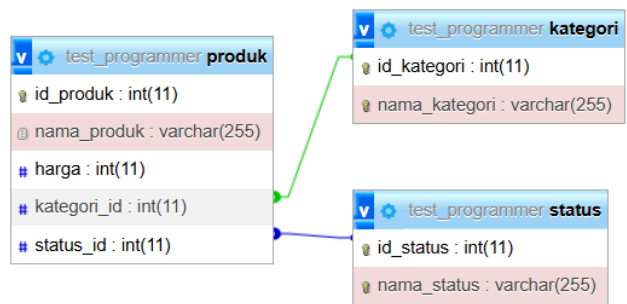 v test_programmer produk
id_produk : int(11)
nama_produk : varchar(255)
# harga : int(11)
# kategori_id : int(11)
# status_id : int(11)
v test_programmer kategori
id_kategori : int(11)
nama_kategori : varchar(255)
v test_programmer status
id_status : int(11)
nama_status : varchar(255)